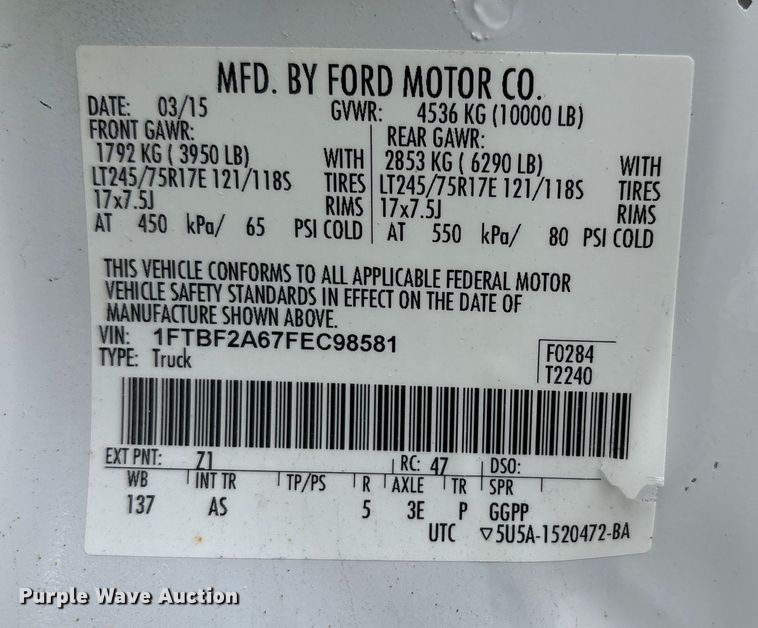 MFD. BY FORD MOTOR CO.
DATE: 03/15 GVWR: 4536 KG (10000 LB)
FRONT GAWR: REAR GAWR:
1792 KG ( 3950 LB) WITH 2853 KG ( 6290 LB) WITH
LT245/75R17E 121/118S TIRES LT245/75R17E 121/118S TIRES
17x7.5J RIMS 17x7.5J RIMS
AT 450 kPa/ 65 PSI COLD AT 550 kPa/ 80 PSI COLD
THIS VEHICLE CONFORMS TO ALL APPLICABLE FEDERAL MOTOR
VEHICLE SAFETY STANDARDS IN EFFECT ON THE DATE OF
MANUFACTURE SHOWN ABOVE.
VIN: 1FTBF2A67FEC98581
TYPE: Truck
F0284
T2240
EXT PNT: Z1 RC: 47 DSO:
WB INT TR TP/PS R AXLE TR SPR
137 AS 5 3E P GGPP
UTC ▽5U5A-1520472-BA
Purple Wave Auction